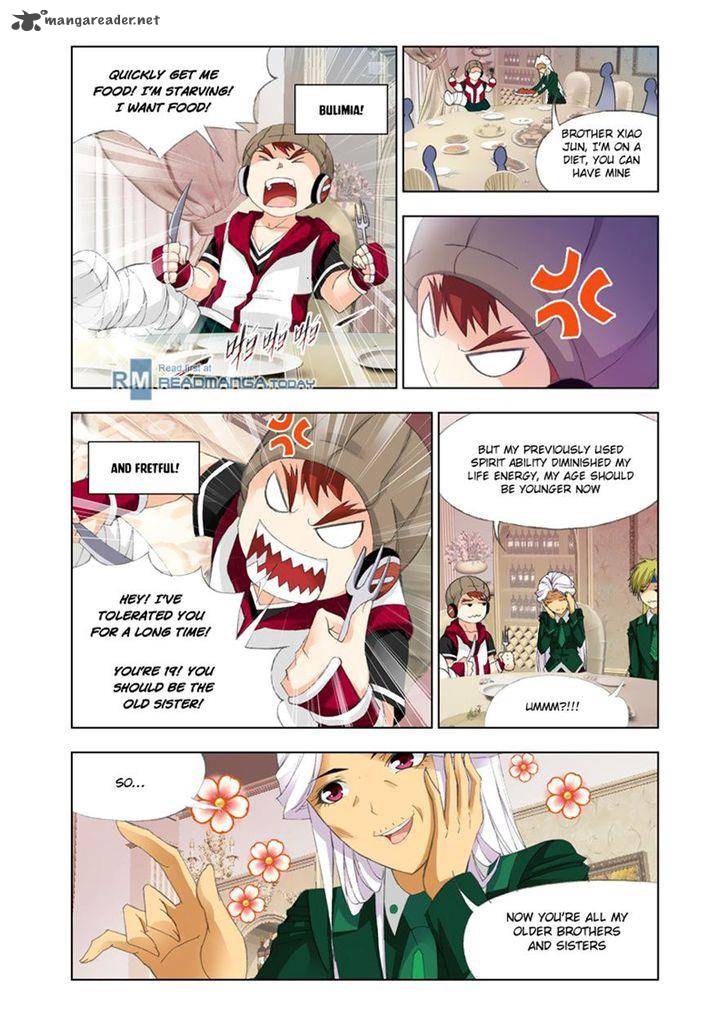 mangareader.net
QUICKLY GET ME
FOOD! I'M STARVING!
I WANT FOOD!
BULIMIA!
BROTHER XIAO
JUN, I'M ON A
DIET, YOU CAN
HAVE MINE
RM
Read first at
READMANGA.TODAY
AND FRETFUL!
HEY! I'VE
TOLERATED YOU
FOR A LONG TIME!
YOU'RE 19! YOU
SHOULD BE THE
OLD SISTER!
BUT MY PREVIOUSLY USED
SPIRIT ABILITY DIMINISHED MY
LIFE ENERGY, MY AGE SHOULD
BE YOUNGER NOW
UMMM?!!!
SO...
NOW YOU'RE ALL MY
OLDER BROTHERS
AND SISTERS